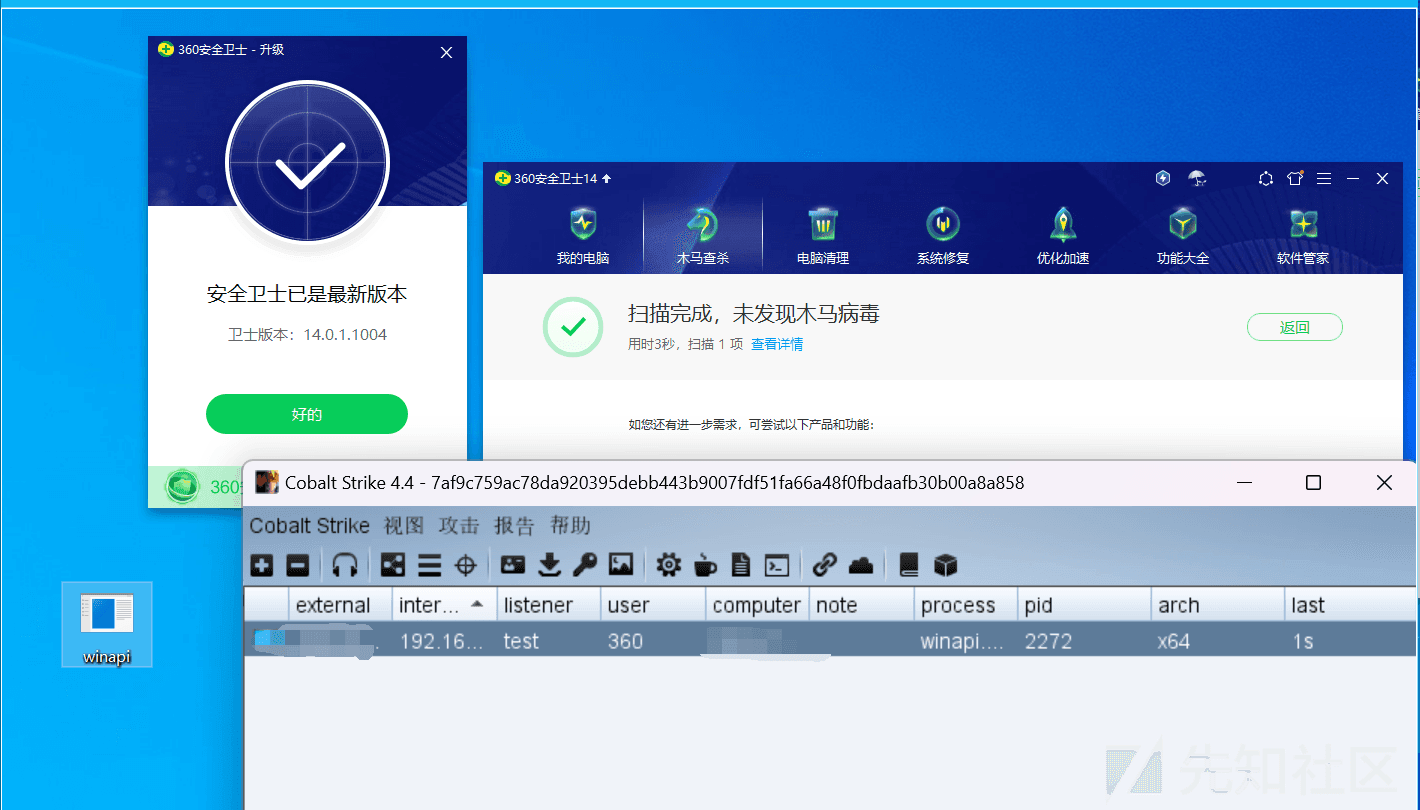 360安全卫士 - 升级
安全卫士已是最新版本
卫士版本：14.0.1.1004
好的
360
360安全卫士14
我的电脑 木马查杀 电脑清理 系统修复 优化加速 功能大全 软件管家
扫描完成，未发现木马病毒
返回
用时3秒，扫描 1 项 查看详情
如您还有进一步需求，可尝试以下产品和功能：
winapi
Cobalt Strike 4.4 - 7af9c759ac78da920395debb443b9007fdf51fa66a48f0fbdaafb30b00a8a858
Cobalt Strike 视图 攻击 报告 帮助
external inter... listener user computer note process pid arch last
192.16... test 360 winapi.... 2272 x64 1s
先知社区